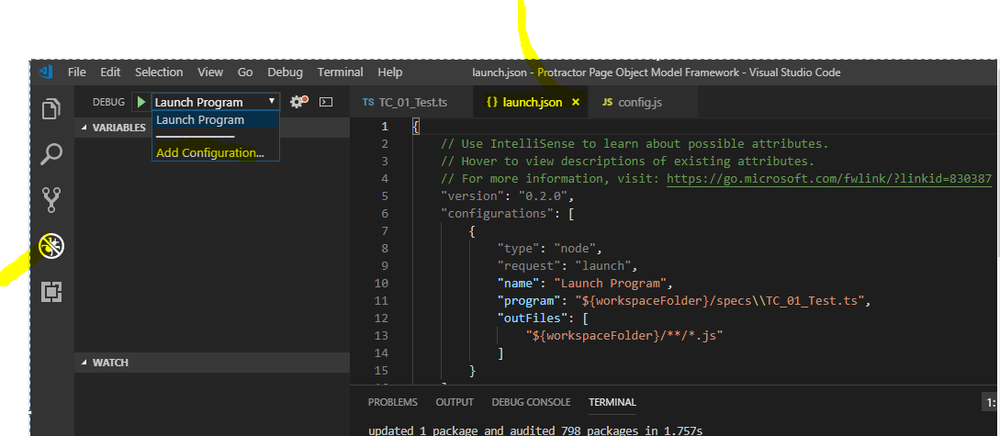 File Edit Selection View Go Debug Terminal Help launch.json - Protractor Page Object Model Framework - Visual Studio Code
DEBUG Launch Program
Launch Program
Add Configuration...
VARIABLES
WATCH
TS TC_01_Test.ts {} launch.json × JS config.js
1 {
2 // Use IntelliSense to learn about possible attributes.
3 // Hover to view descriptions of existing attributes.
4 // For more information, visit: https://go.microsoft.com/fwlink/?linkid=830387
5 "version": "0.2.0",
6 "configurations": [
7 {
8 "type": "node",
9 "request": "launch",
10 "name": "Launch Program",
11 "program": "${workspaceFolder}/specs\\TC_01_Test.ts",
12 "outFiles": [
13 "${workspaceFolder}/**/*.js"
14 ]
15 }
PROBLEMS OUTPUT DEBUG CONSOLE TERMINAL 1:
updated 1 package and audited 798 packages in 1.757s